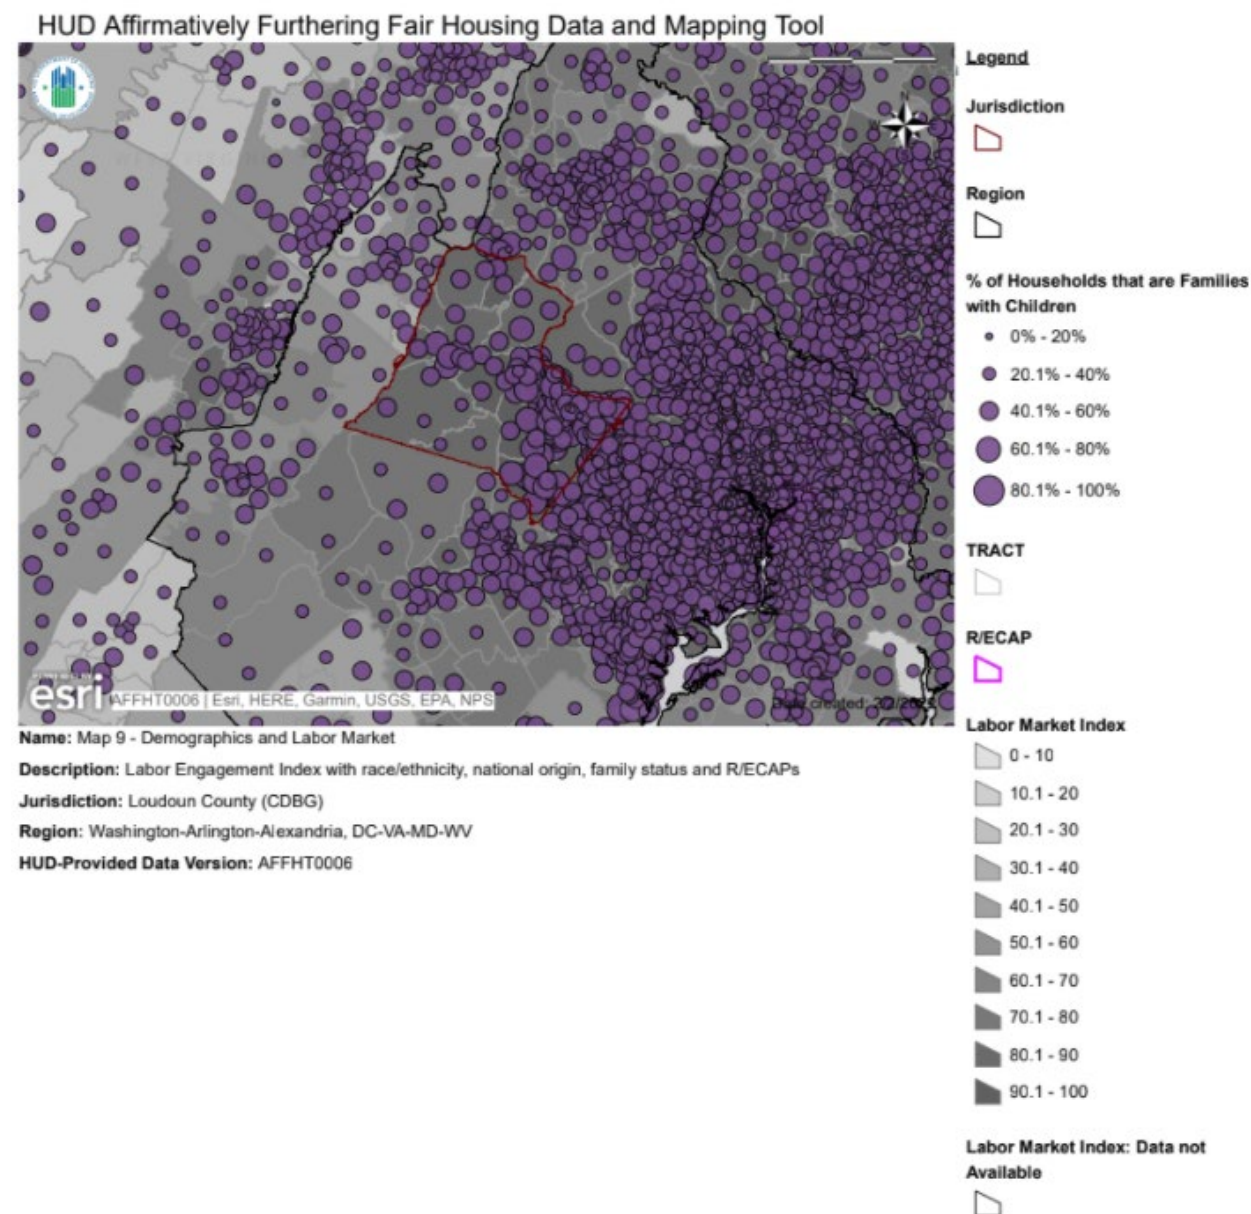 HUD Affirmatively Furthering Fair Housing Data and Mapping Tool
esri
AFFHT0006 | Esri, HERE, Garmin, USGS, EPA, NPS
Name: Map 9 - Demographics and Labor Market
Description: Labor Engagement Index with race/ethnicity, national origin, family status and R/ECAPs
Jurisdiction: Loudoun County (CDBG)
Region: Washington-Arlington-Alexandria, DC-VA-MD-WV
HUD-Provided Data Version: AFFHT0006
Legend
Jurisdiction
Region
% of Households that are Families
with Children
0% - 20%
20.1% - 40%
40.1% - 60%
60.1% - 80%
80.1% - 100%
TRACT
R/ECAP
Labor Market Index
0 - 10
10.1 - 20
20.1 - 30
30.1 - 40
40.1 - 50
50.1 - 60
60.1 - 70
70.1 - 80
80.1 - 90
90.1 - 100
Labor Market Index: Data not
Available